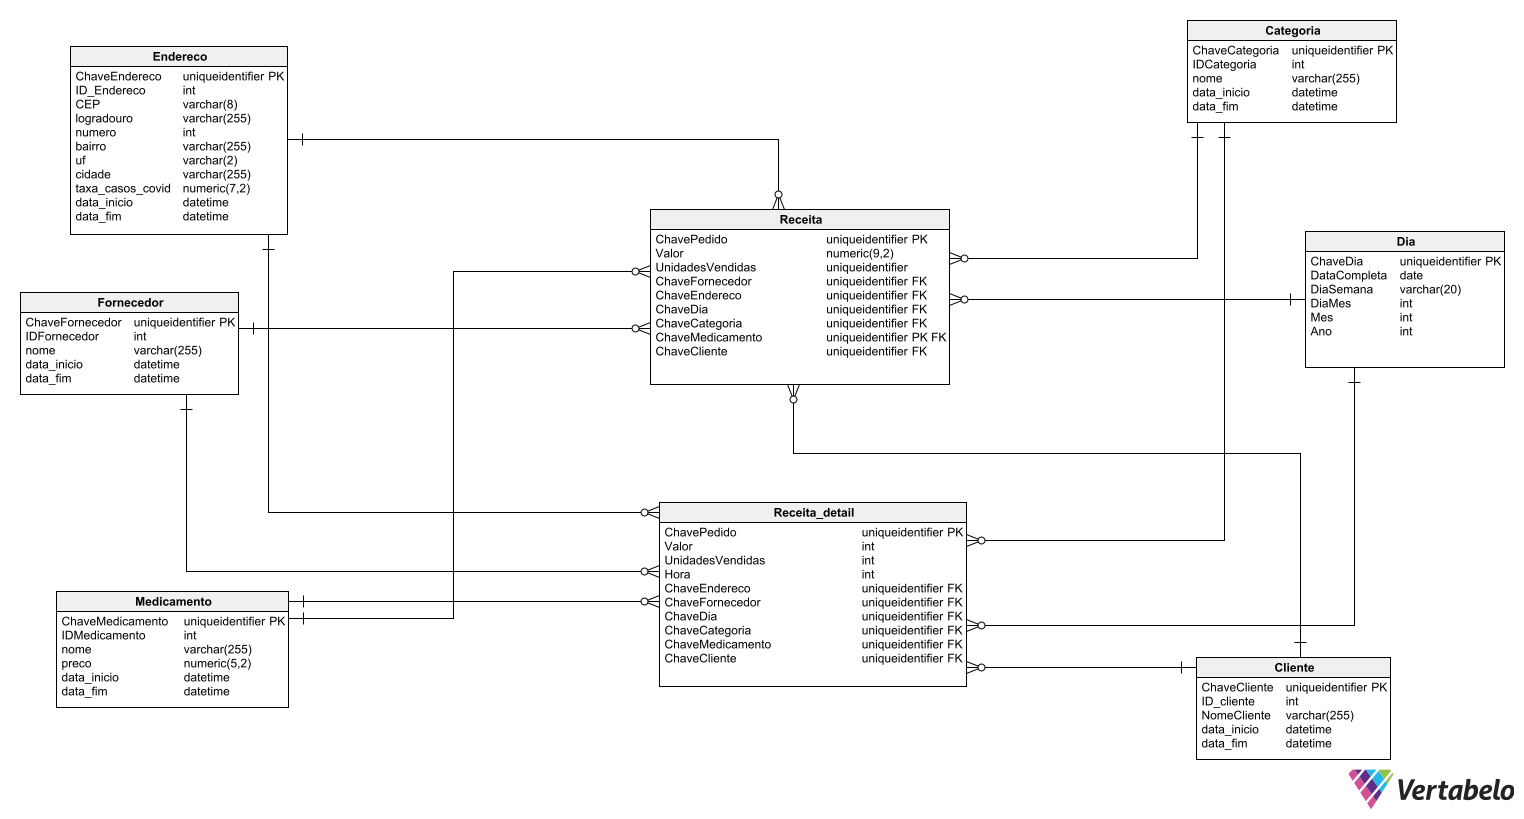 Endereco
ChaveEndereco uniqueidentifier PK
ID_Endereco int
CEP varchar(8)
logradouro varchar(255)
numero int
bairro varchar(255)
uf varchar(2)
cidade varchar(255)
taxa_casos_covid numeric(7,2)
data_inicio datetime
data_fim datetime
Categoria
ChaveCategoria uniqueidentifier PK
IDCategoria int
nome varchar(255)
data_inicio datetime
data_fim datetime
Receita
ChavePedido uniqueidentifier PK
Valor numeric(9,2)
UnidadesVendidas uniqueidentifier
ChaveFornecedor uniqueidentifier FK
ChaveEndereco uniqueidentifier FK
ChaveDia uniqueidentifier FK
ChaveCategoria uniqueidentifier FK
ChaveMedicamento uniqueidentifier PK FK
ChaveCliente uniqueidentifier FK
Dia
ChaveDia uniqueidentifier PK
DataCompleta date
DiaSemana varchar(20)
DiaMes int
Mes int
Ano int
Fornecedor
ChaveFornecedor uniqueidentifier PK
IDFornecedor int
nome varchar(255)
data_inicio datetime
data_fim datetime
Receita_detail
ChavePedido uniqueidentifier PK
Valor int
UnidadesVendidas int
Hora int
ChaveEndereco uniqueidentifier FK
ChaveFornecedor uniqueidentifier FK
ChaveDia uniqueidentifier FK
ChaveCategoria uniqueidentifier FK
ChaveMedicamento uniqueidentifier FK
ChaveCliente uniqueidentifier FK
Medicamento
ChaveMedicamento uniqueidentifier PK
IDMedicamento int
nome varchar(255)
preco numeric(5,2)
data_inicio datetime
data_fim datetime
Cliente
ChaveCliente uniqueidentifier PK
ID_cliente int
NomeCliente varchar(255)
data_inicio datetime
data_fim datetime
Vertabelo